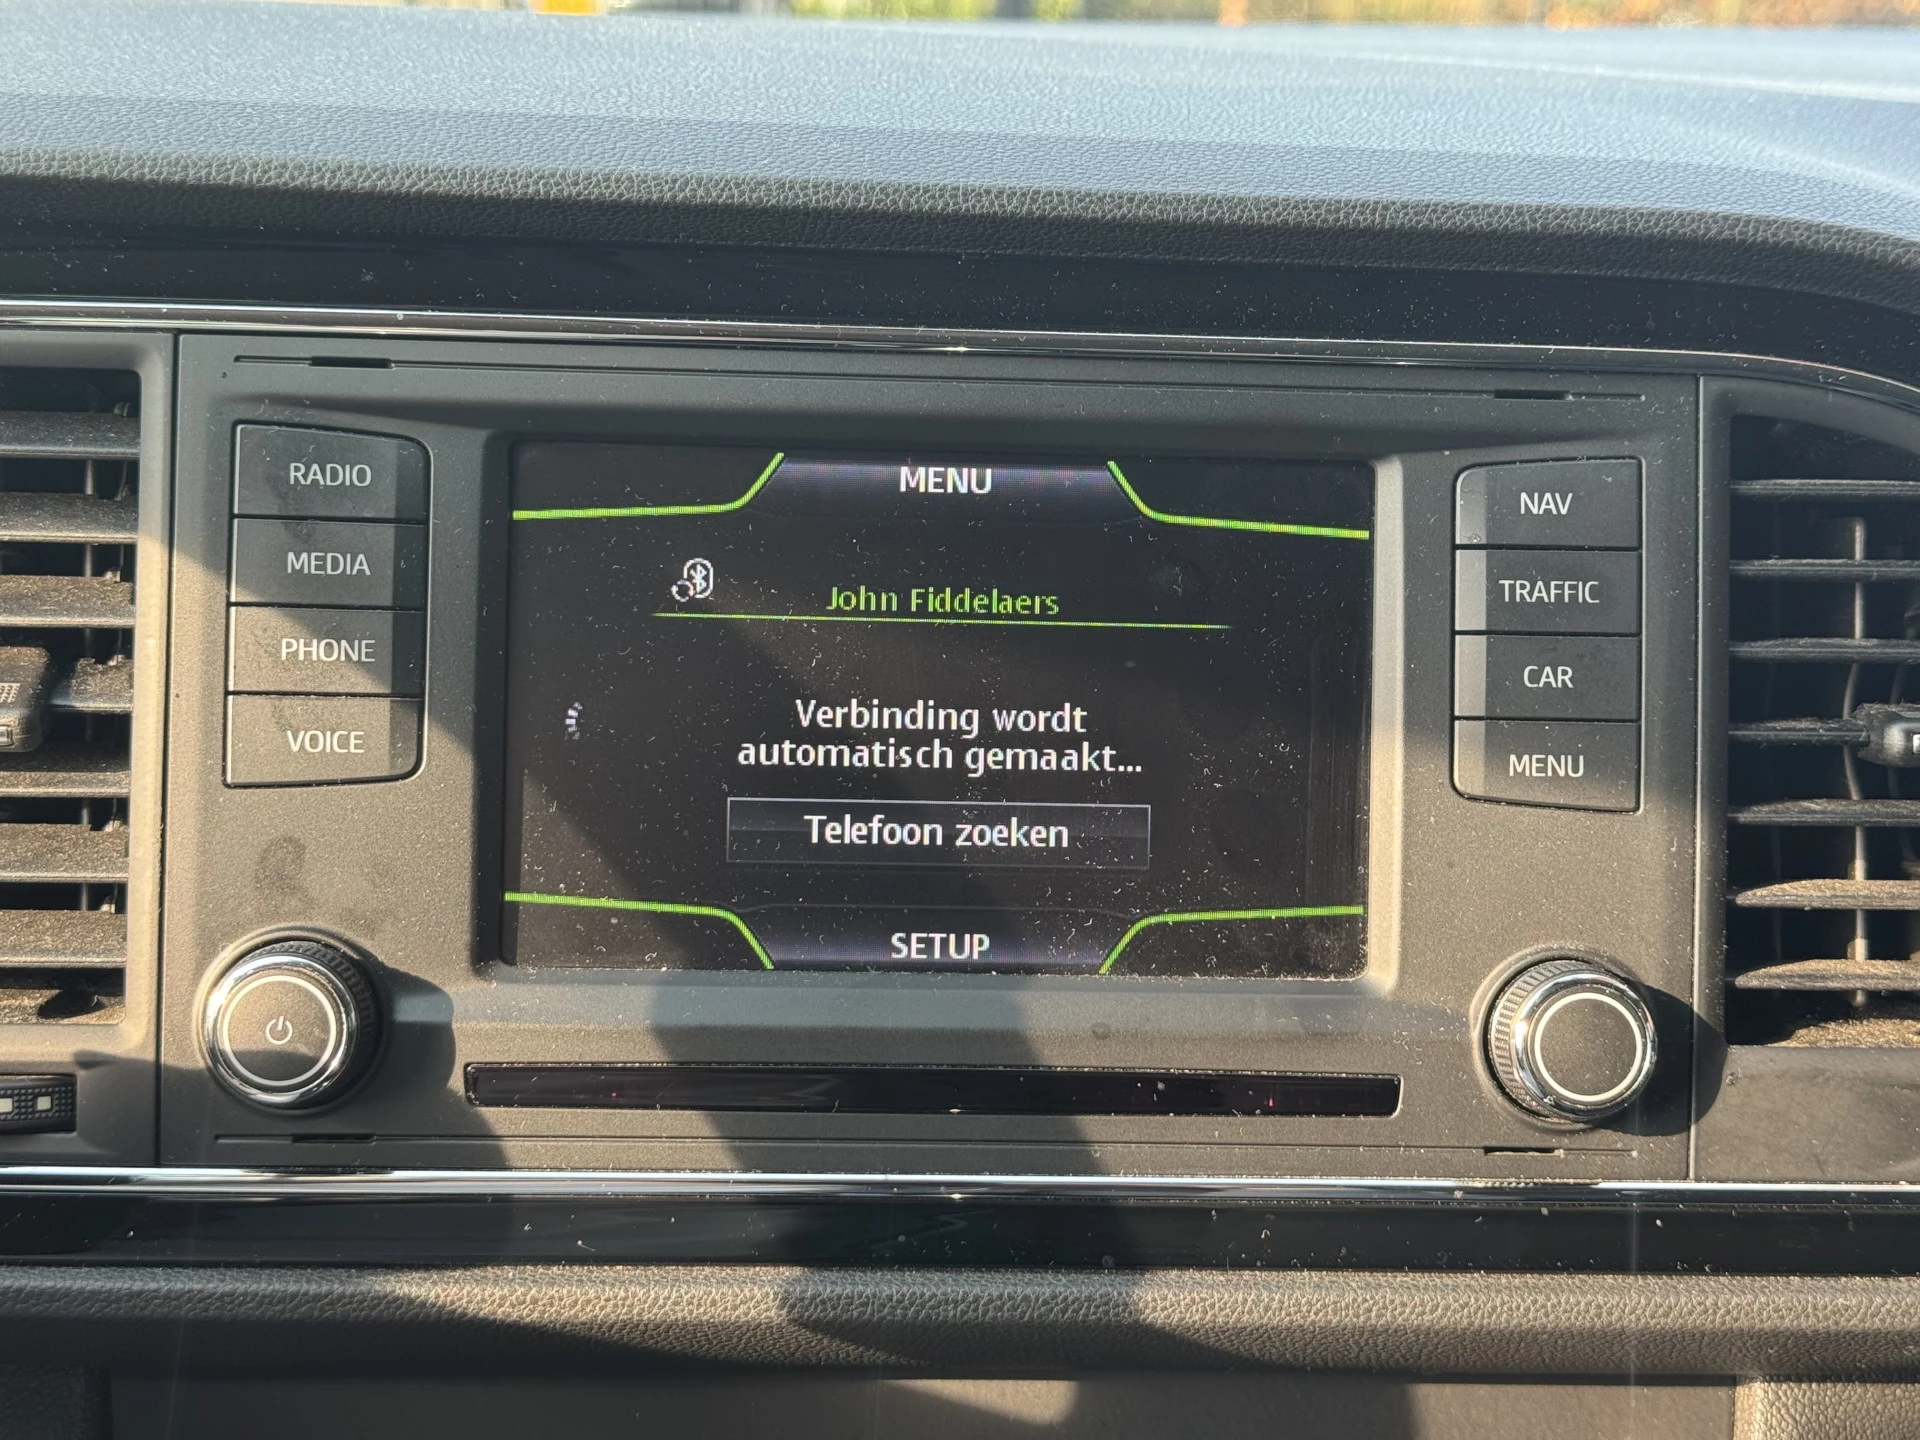 RADIO
MEDIA
PHONE
VOICE
MENU
John Fiddelaers
Verbinding wordt
automatisch gemaakt...
Telefoon zoeken
SETUP
NAV
TRAFFIC
CAR
MENU